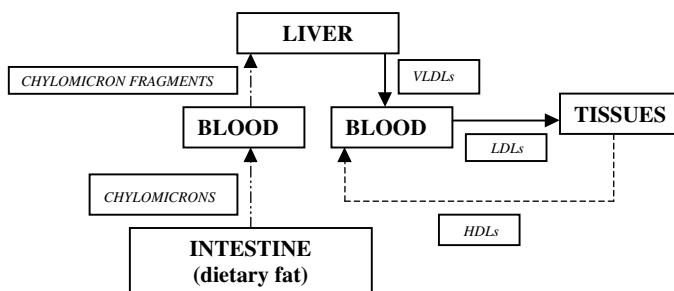 LIVER
CHYLOMICRON FRAGMENTS
VLDLs
BLOOD
BLOOD
TISSUES
LDLs
CHYLOMICRONS
HDLs
INTESTINE
(dietary fat)